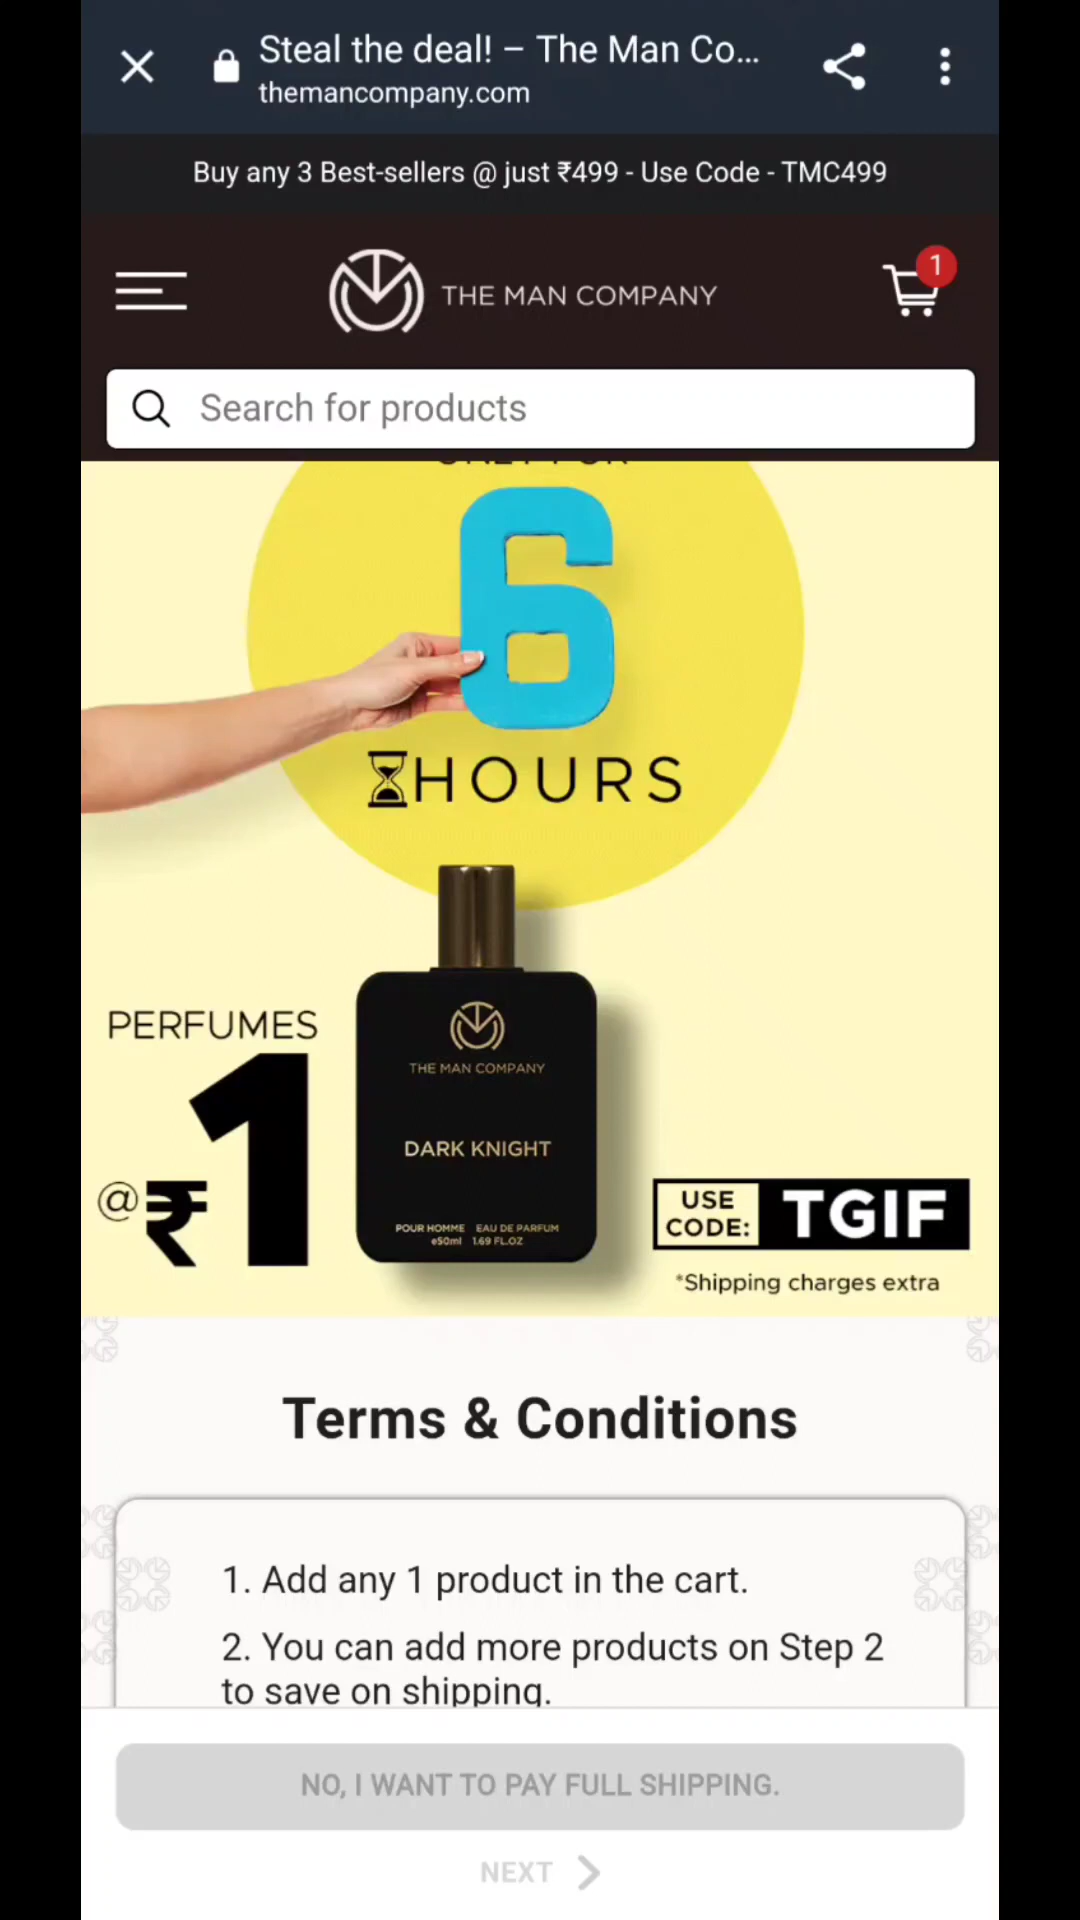 Steal the deal! – The Man Co...
themancompany.com
Buy any 3 Best-sellers @ just ₹499 - Use Code - TMC499
THE MAN COMPANY
1
Search for products
6
HOURS
PERFUMES
@ ₹1
THE MAN COMPANY
DARK KNIGHT
POUR HOMME EAU DE PARFUM
e50ml 1.69 FL.OZ
USE CODE: TGIF
*Shipping charges extra
Terms & Conditions
1. Add any 1 product in the cart.
2. You can add more products on Step 2
to save on shipping.
NO, I WANT TO PAY FULL SHIPPING.
NEXT